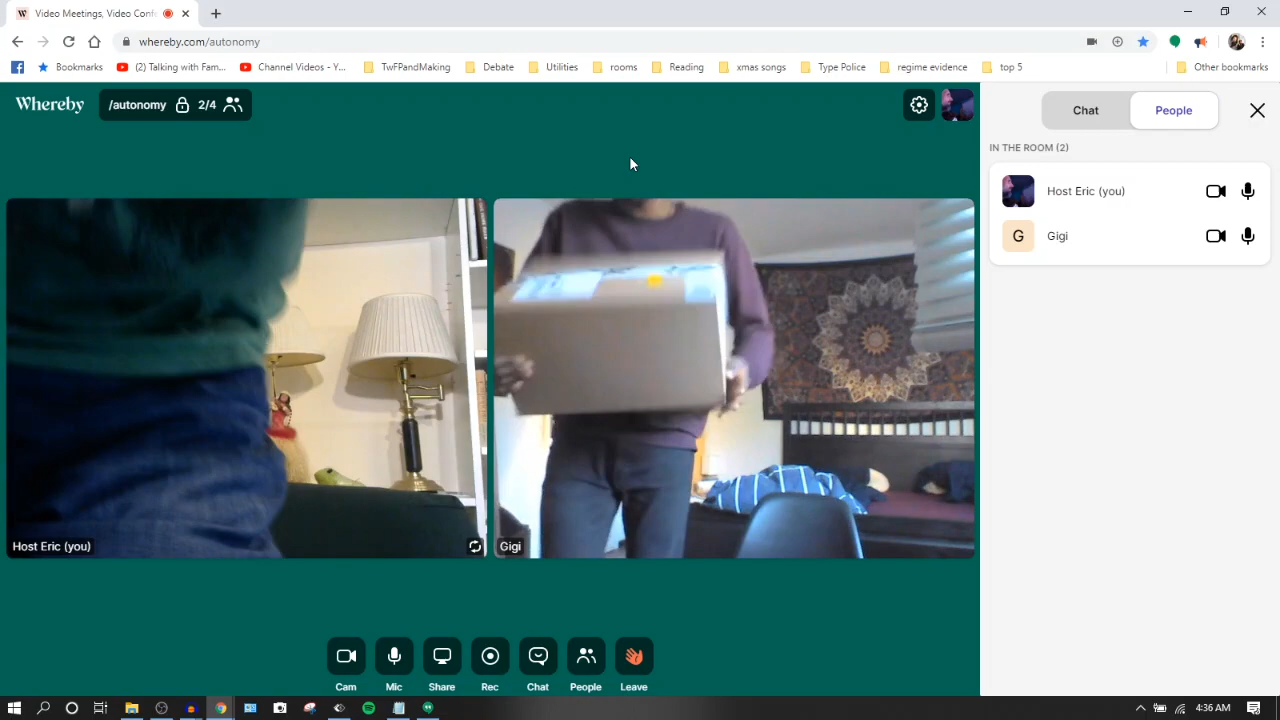 Video Meetings, Video Conf
whereby.com/autonomy
Bookmarks
(2) Talking with Fam...
Channel Videos - Y...
TwFPandMaking
Debate
Utilities
rooms
Reading
xmas songs
Type Police
regime evidence
top 5
Other bookmarks
Whereby
/autonomy 2/4
Chat
People
IN THE ROOM (2)
Host Eric (you)
G Gigi
Host Eric (you)
Gigi
Cam
Mic
Share
Rec
Chat
People
Leave
4:36 AM